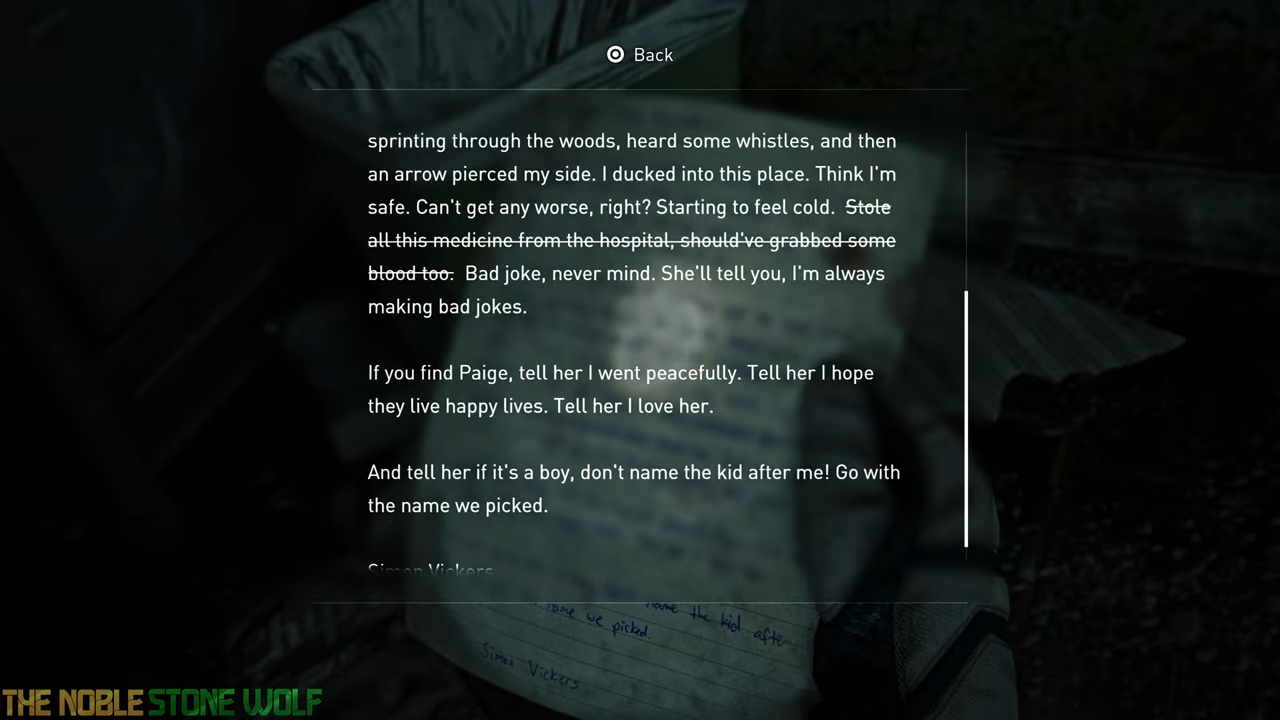 Back
sprinting through the woods, heard some whistles, and then
an arrow pierced my side. I ducked into this place. Think I'm
safe. Can't get any worse, right? Starting to feel cold. Stole
all this medicine from the hospital, should've grabbed some
blood too. Bad joke, never mind. She'll tell you, I'm always
making bad jokes.
If you find Paige, tell her I went peacefully. Tell her I hope
they live happy lives. Tell her I love her.
And tell her if it's a boy, don't name the kid after me! Go with
the name we picked.
Simon Vickers
name the kid after
name we picked
Simon Vickers
THE NOBLE STONE WOLF